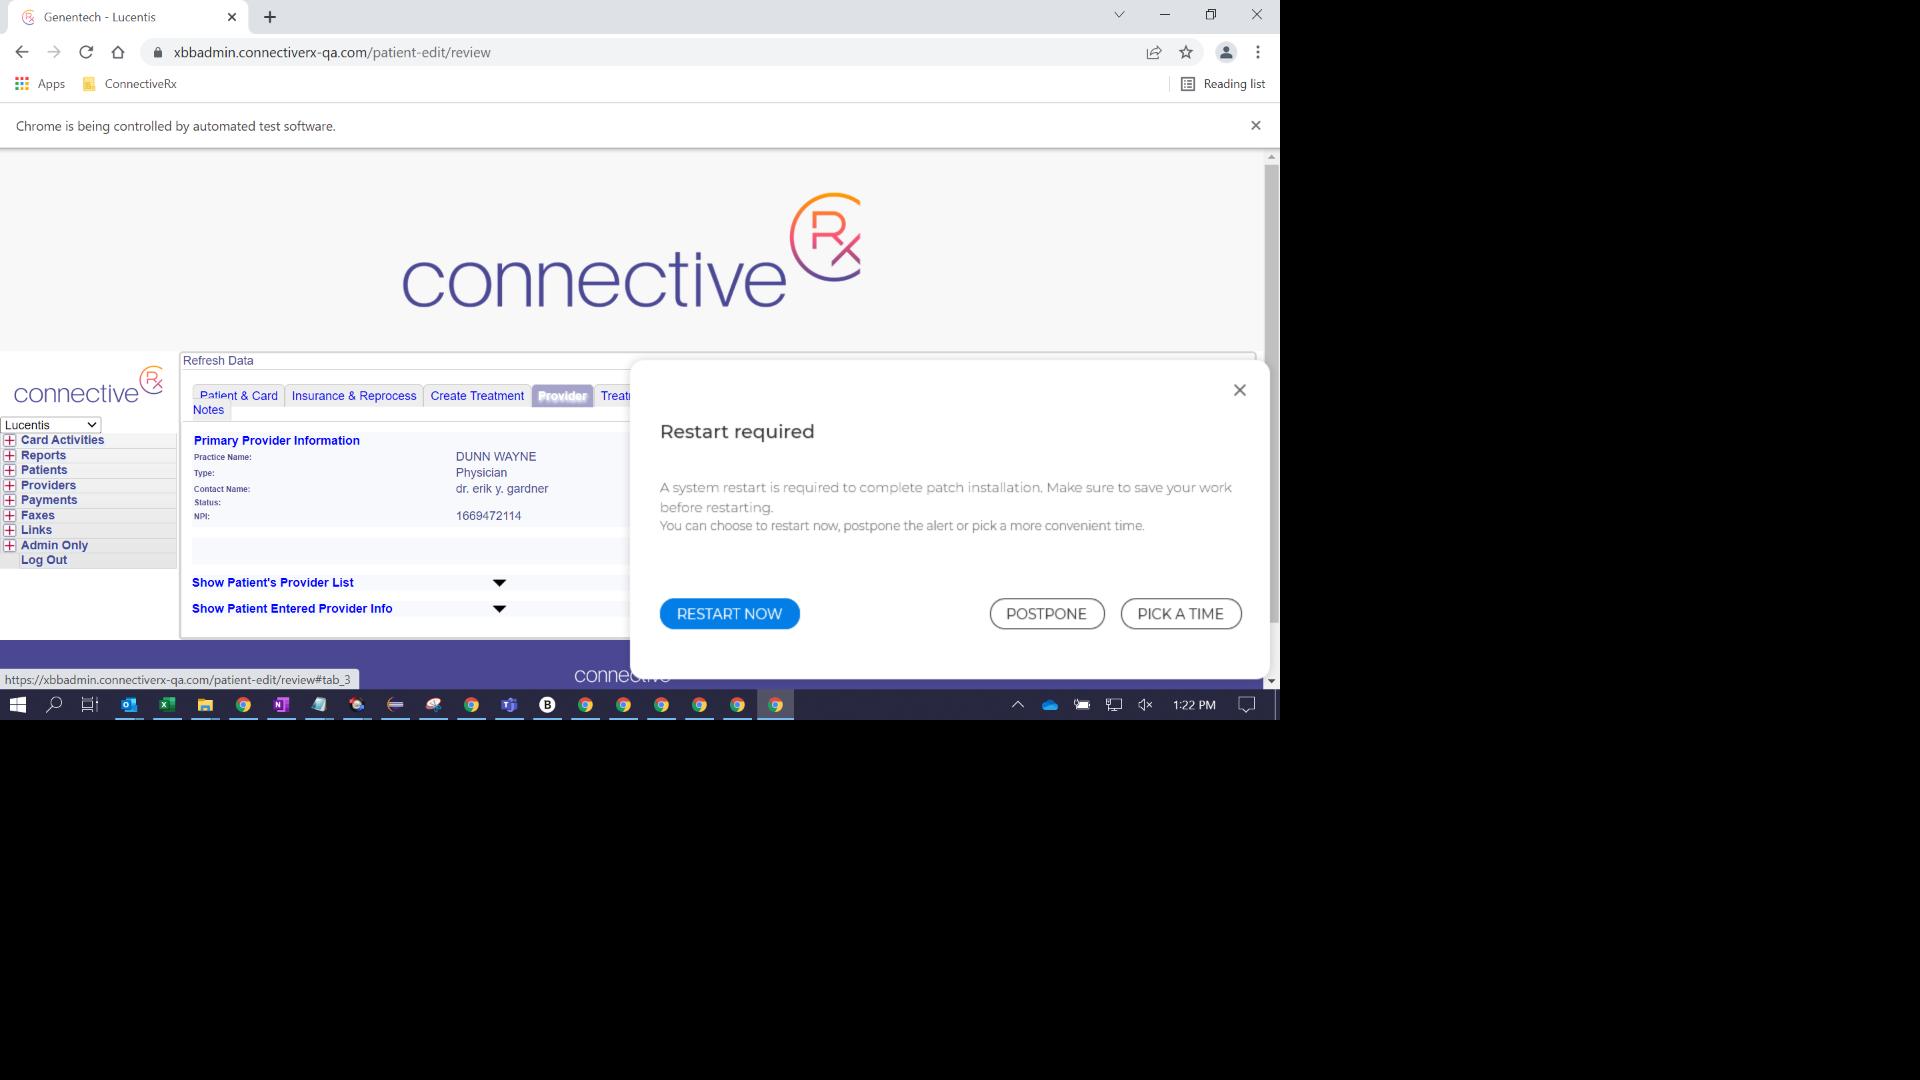 Genentech - Lucentis
xbbadmin.connectiverx-qa.com/patient-edit/review
Apps ConnectiveRx Reading list
Chrome is being controlled by automated test software.
connective Rx
connective Rx
Refresh Data
Patient & Card Insurance & Reprocess Create Treatment Provider Treat
Notes
Lucentis
Card Activities
Reports
Patients
Providers
Payments
Faxes
Links
Admin Only
Log Out
Primary Provider Information
Practice Name: DUNN WAYNE
Type: Physician
Contact Name: dr. erik y. gardner
Status:
NPI: 1669472114
Show Patient's Provider List
Show Patient Entered Provider Info
Restart required
A system restart is required to complete patch installation. Make sure to save your work
before restarting.
You can choose to restart now, postpone the alert or pick a more convenient time.
RESTART NOW POSTPONE PICK A TIME
https://xbbadmin.connectiverx-qa.com/patient-edit/review#tab_3
connective
1:22 PM